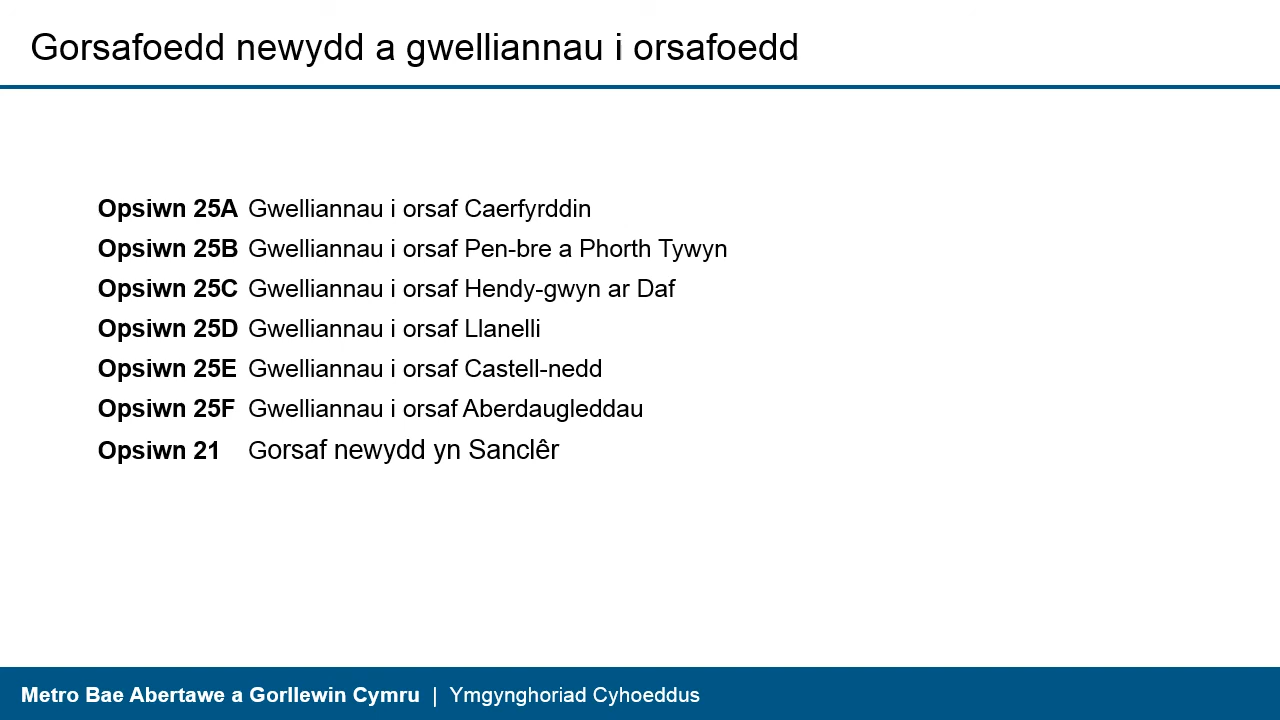 Gorsafoedd newydd a gwelliannau i orsafoedd
Opsiwn 25A Gwelliannau i orsaf Caerfyrddin
Opsiwn 25B Gwelliannau i orsaf Pen-bre a Phorth Tywyn
Opsiwn 25C Gwelliannau i orsaf Hendy-gwyn ar Daf
Opsiwn 25D Gwelliannau i orsaf Llanelli
Opsiwn 25E Gwelliannau i orsaf Castell-nedd
Opsiwn 25F Gwelliannau i orsaf Aberdaugleddau
Opsiwn 21 Gorsaf newydd yn Sanclêr
Metro Bae Abertawe a Gorllewin Cymru | Ymgynghoriad Cyhoeddus